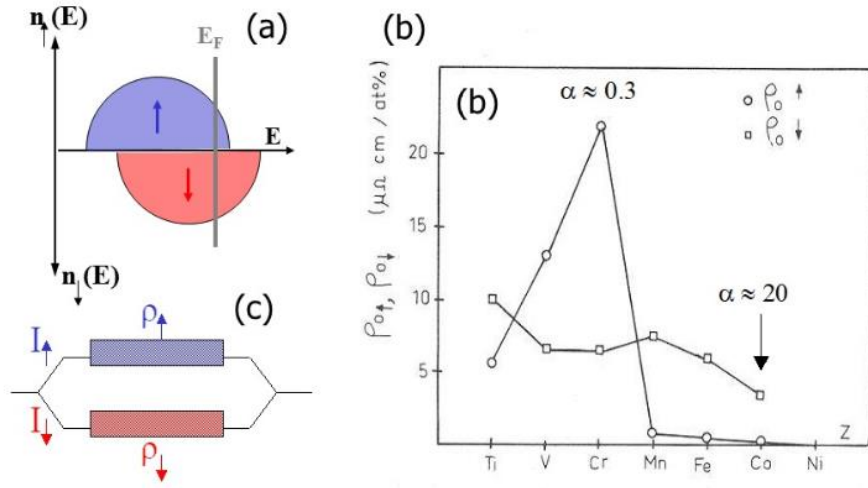 n↑(E)
E_F
(a)
E
n↓(E)
(c)
ρ↑
I↑
I↓
ρ↓
(b)
(b)
α ≈ 0.3
ρ₀ ↑
ρ₀ ↓
ρ₀↑, ρ₀↓ (μΩ cm / at%)
20
15
10
5
α ≈ 20
Z
Ti V Cr Mn Fe Co Ni